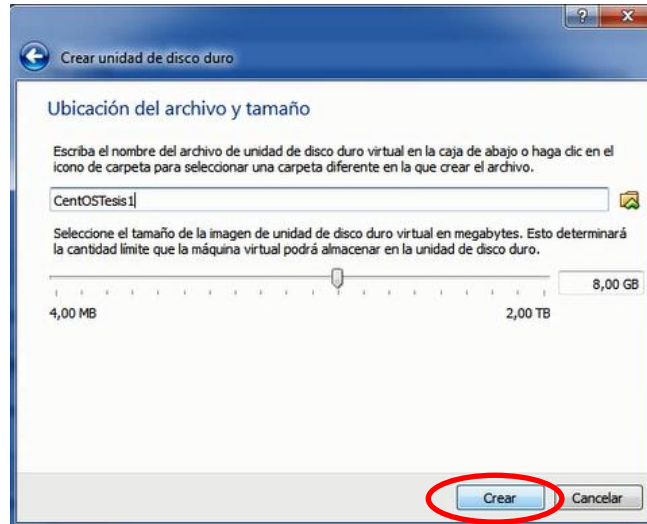 Crear unidad de disco duro
Ubicación del archivo y tamaño
Escriba el nombre del archivo de unidad de disco duro virtual en la caja de abajo o haga clic en el
icono de carpeta para seleccionar una carpeta diferente en la que crear el archivo.
CentOSTesis1
Seleccione el tamaño de la imagen de unidad de disco duro virtual en megabytes. Esto determinará
la cantidad límite que la máquina virtual podrá almacenar en la unidad de disco duro.
8,00 GB
4,00 MB 2,00 TB
Crear Cancelar